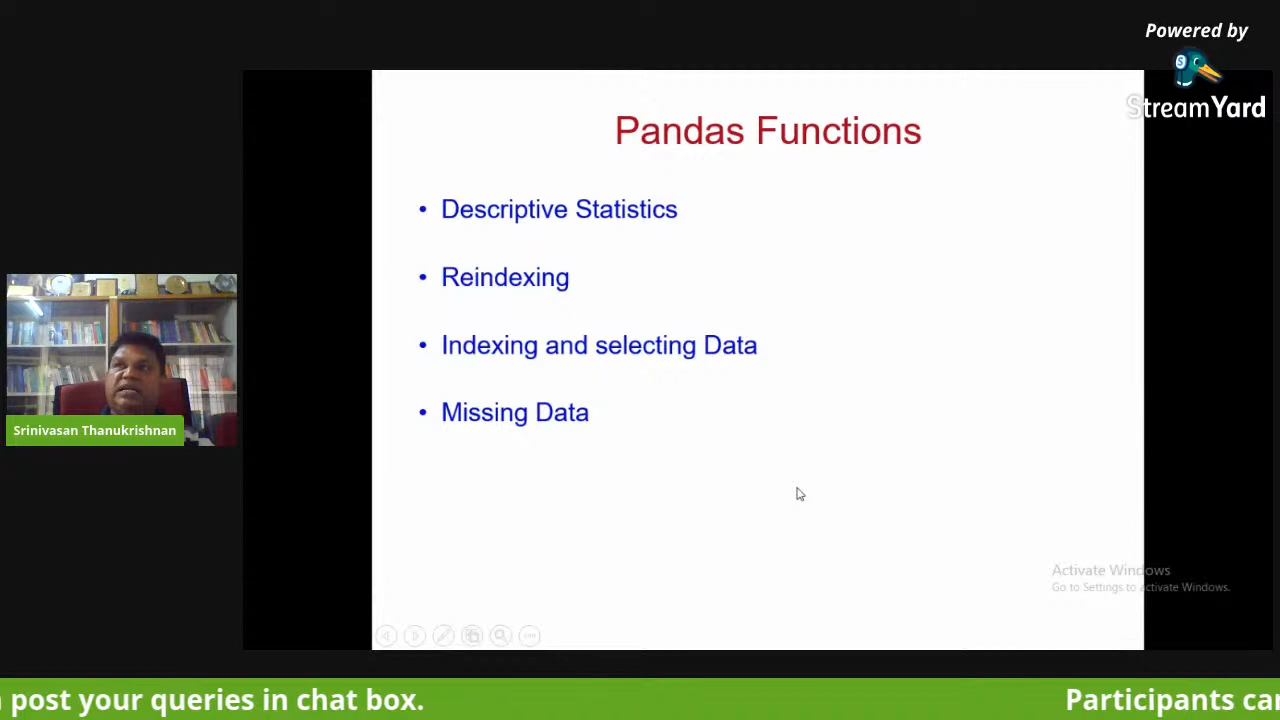 Powered by
StreamYard
Pandas Functions
• Descriptive Statistics
• Reindexing
• Indexing and selecting Data
• Missing Data
Srinivasan Thanukrishnan
Activate Windows
Go to Settings to activate Windows.
post your queries in chat box.
Participants can